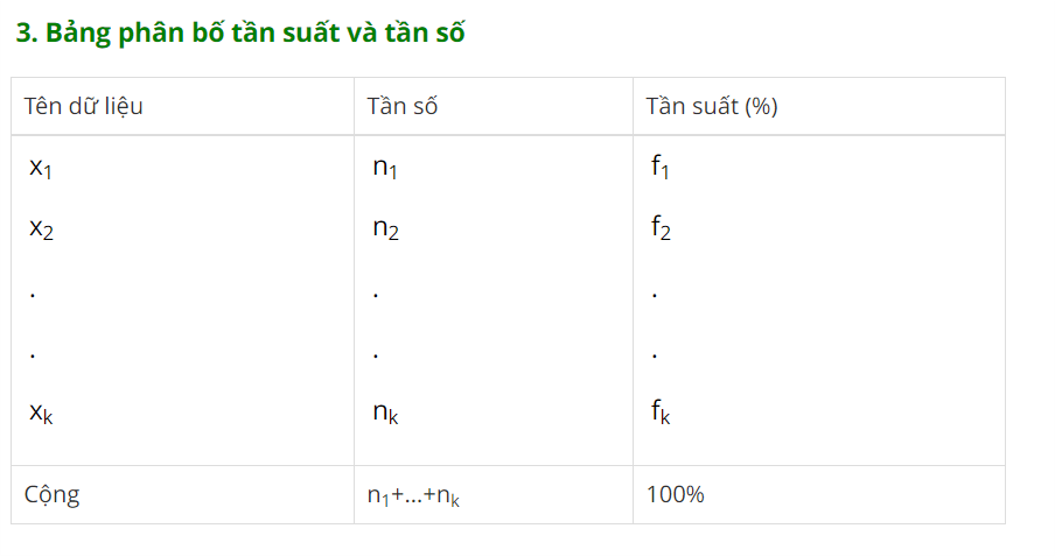 3. Bảng phân bố tần suất và tần số
Tên dữ liệu Tần số Tần suất (%)
x₁ n₁ f₁
x₂ n₂ f₂
. . .
. . .
xₖ nₖ fₖ
Cộng n₁+...+nₖ 100%